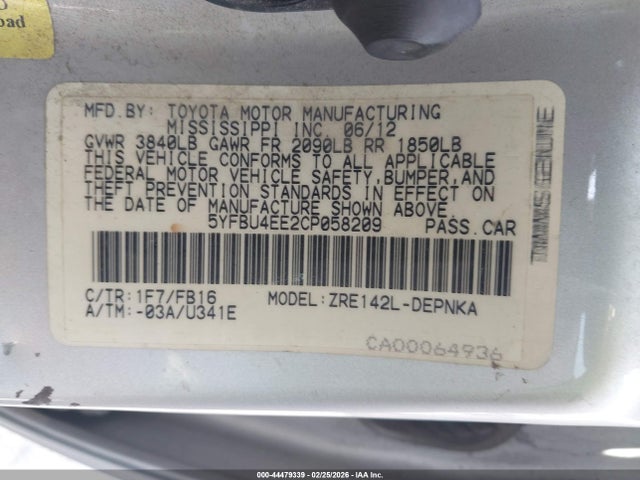 oad
MFD.BY: TOYOTA MOTOR MANUFACTURING
MISSISSIPPI INC. 06/12
GVWR 3840LB GAWR FR 2090LB RR 1850LB
THIS VEHICLE CONFORMS TO ALL APPLICABLE
FEDERAL MOTOR VEHICLE SAFETY, BUMPER, AND
THEFT PREVENTION STANDARDS IN EFFECT ON
THE DATE OF MANUFACTURE SHOWN ABOVE.
5YFBU4EE2CP058209 PASS.CAR
C/TR:1F7/FB16 MODEL:ZRE142L-DEPNKA
A/TM:-03A/U341E
CA00064936
GENUINE
000-44479339 - 02/25/2026 - IAA Inc.